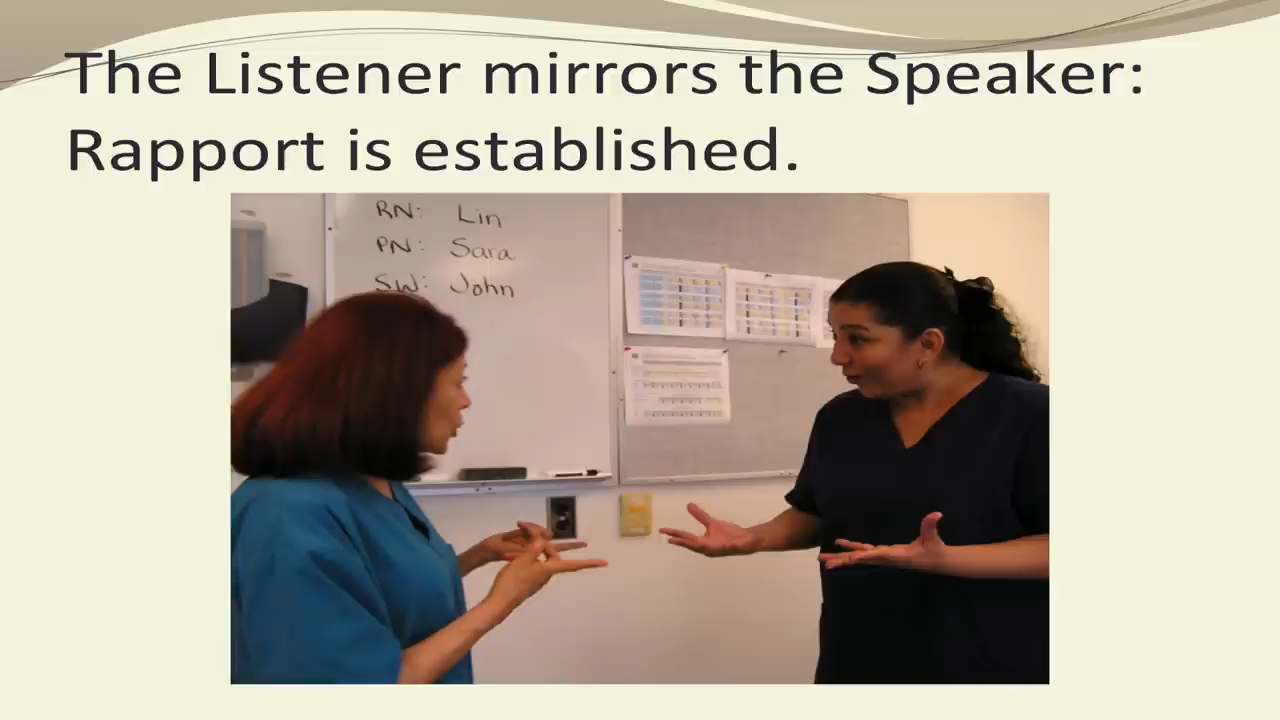 The Listener mirrors the Speaker:
Rapport is established.
RN: Lin
PN: Sara
SW: John